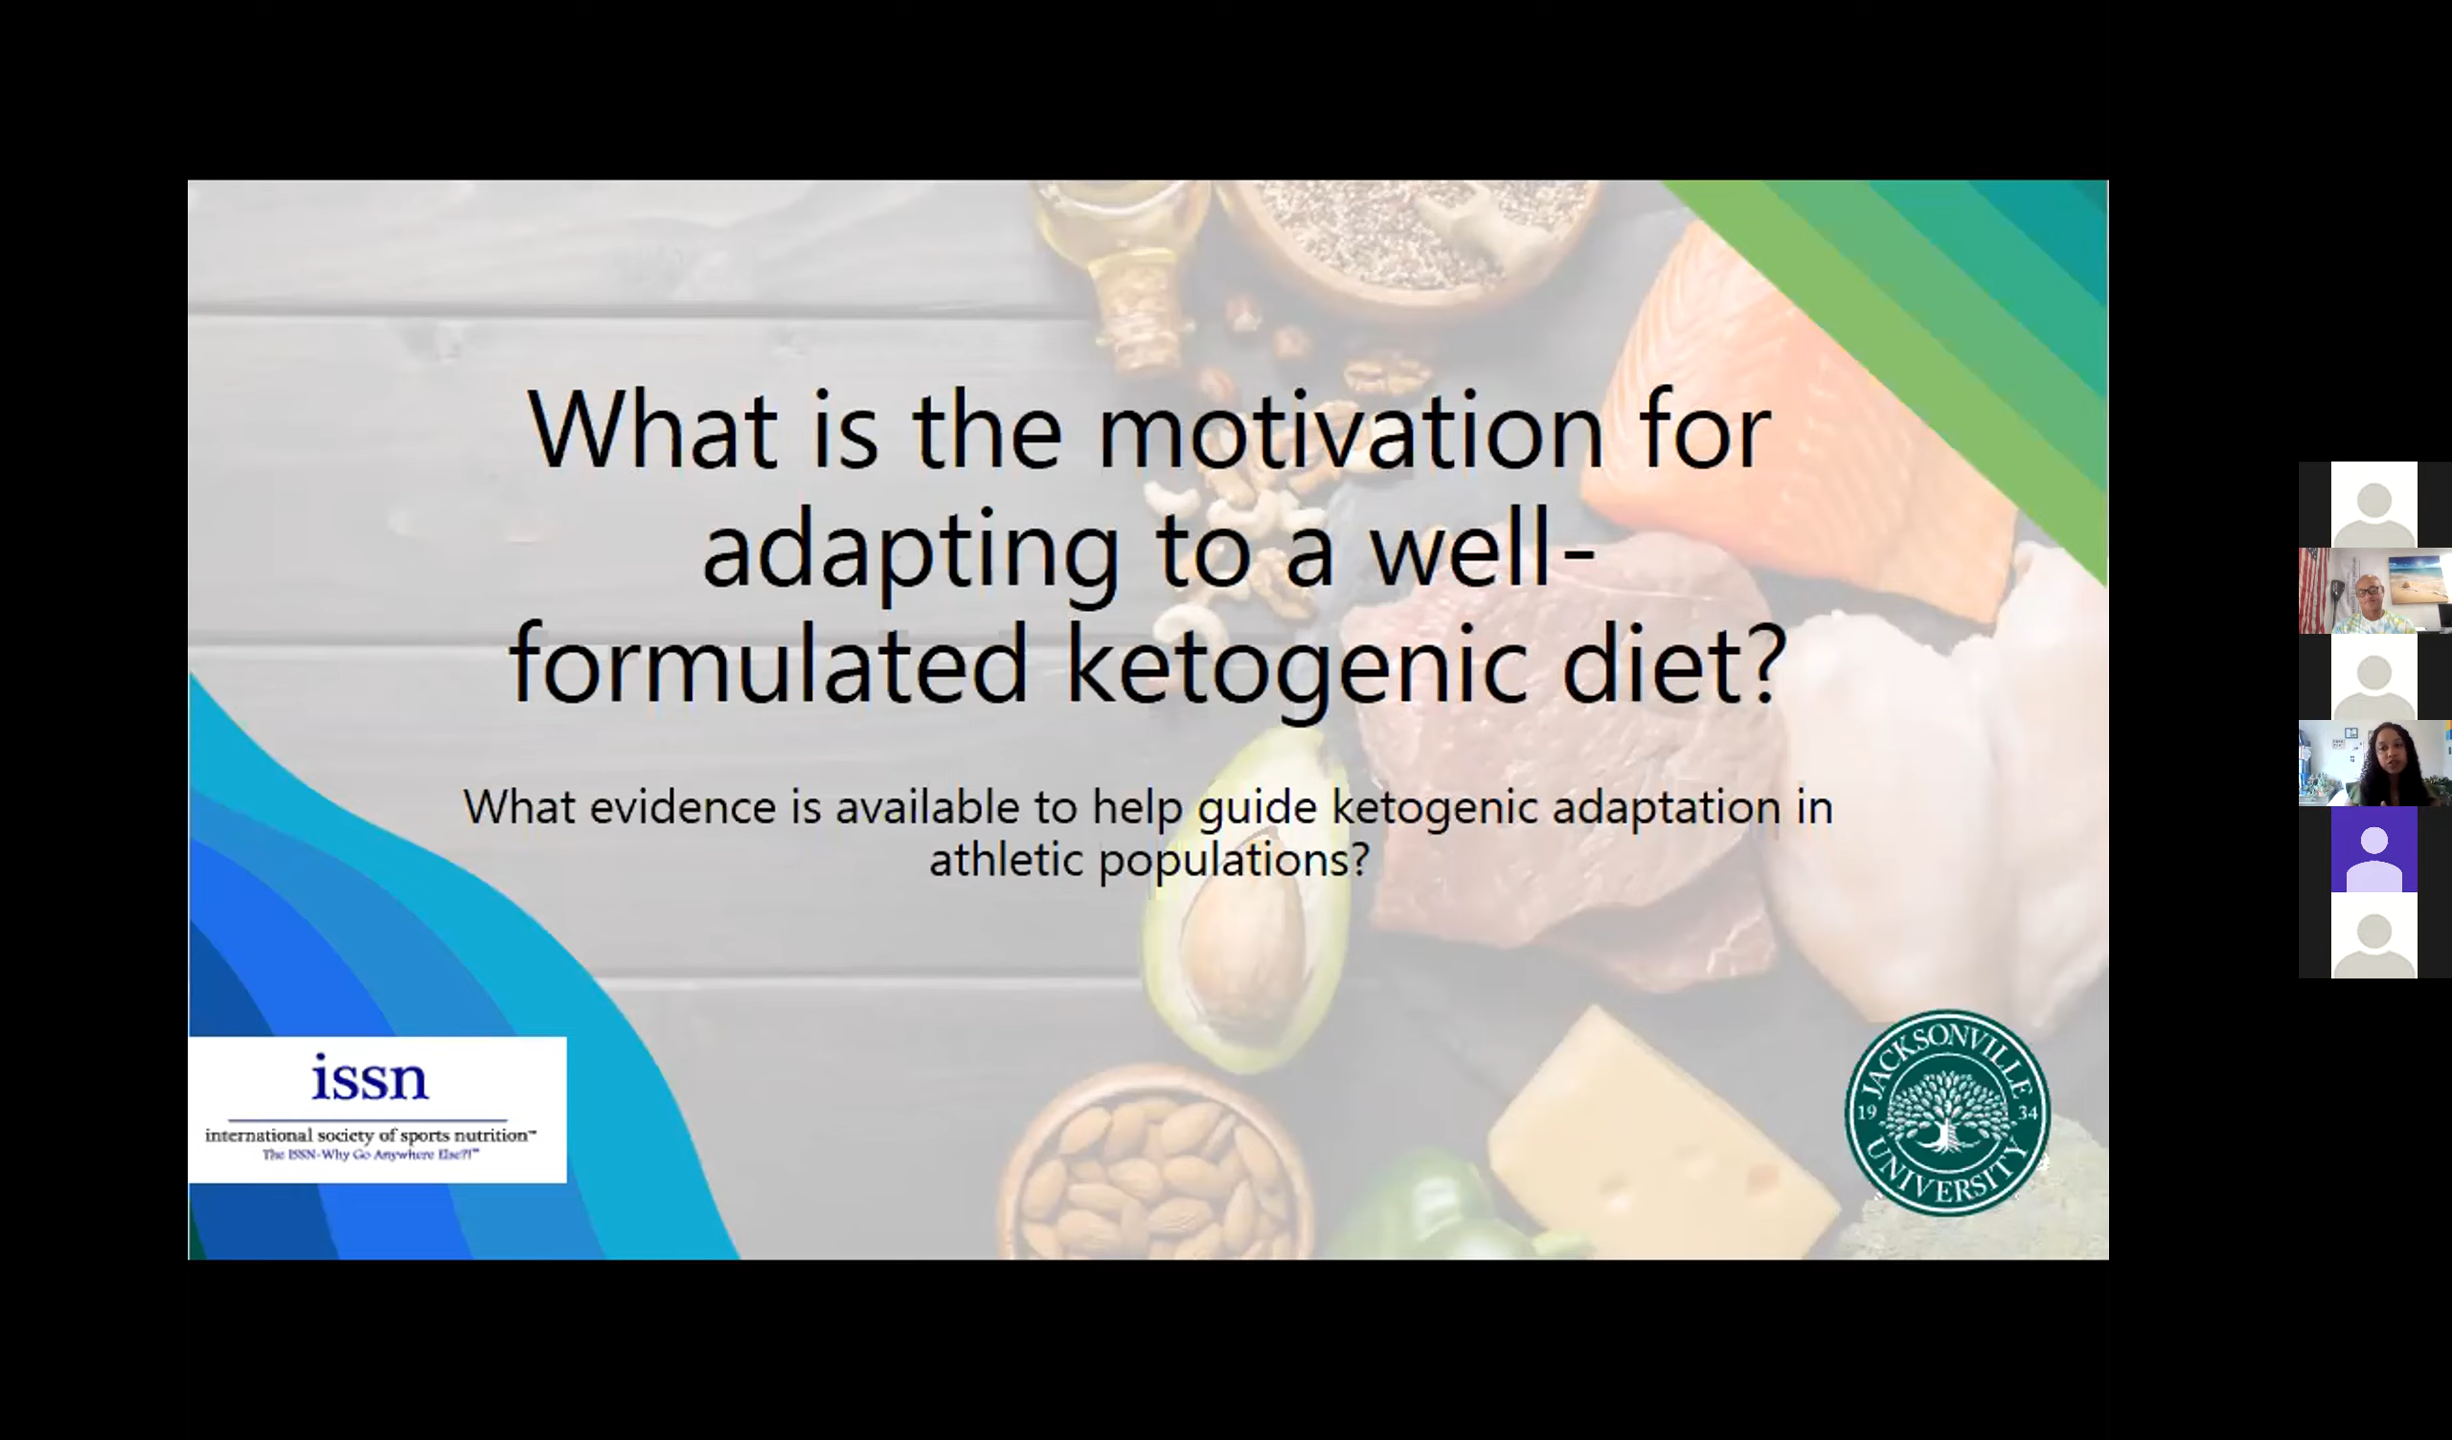 What is the motivation for
adapting to a well-
formulated ketogenic diet?
What evidence is available to help guide ketogenic adaptation in
athletic populations?
issn
international society of sports nutrition™
The ISSN-Why Go Anywhere Else?!™
JACKSONVILLE
19 34
UNIVERSITY